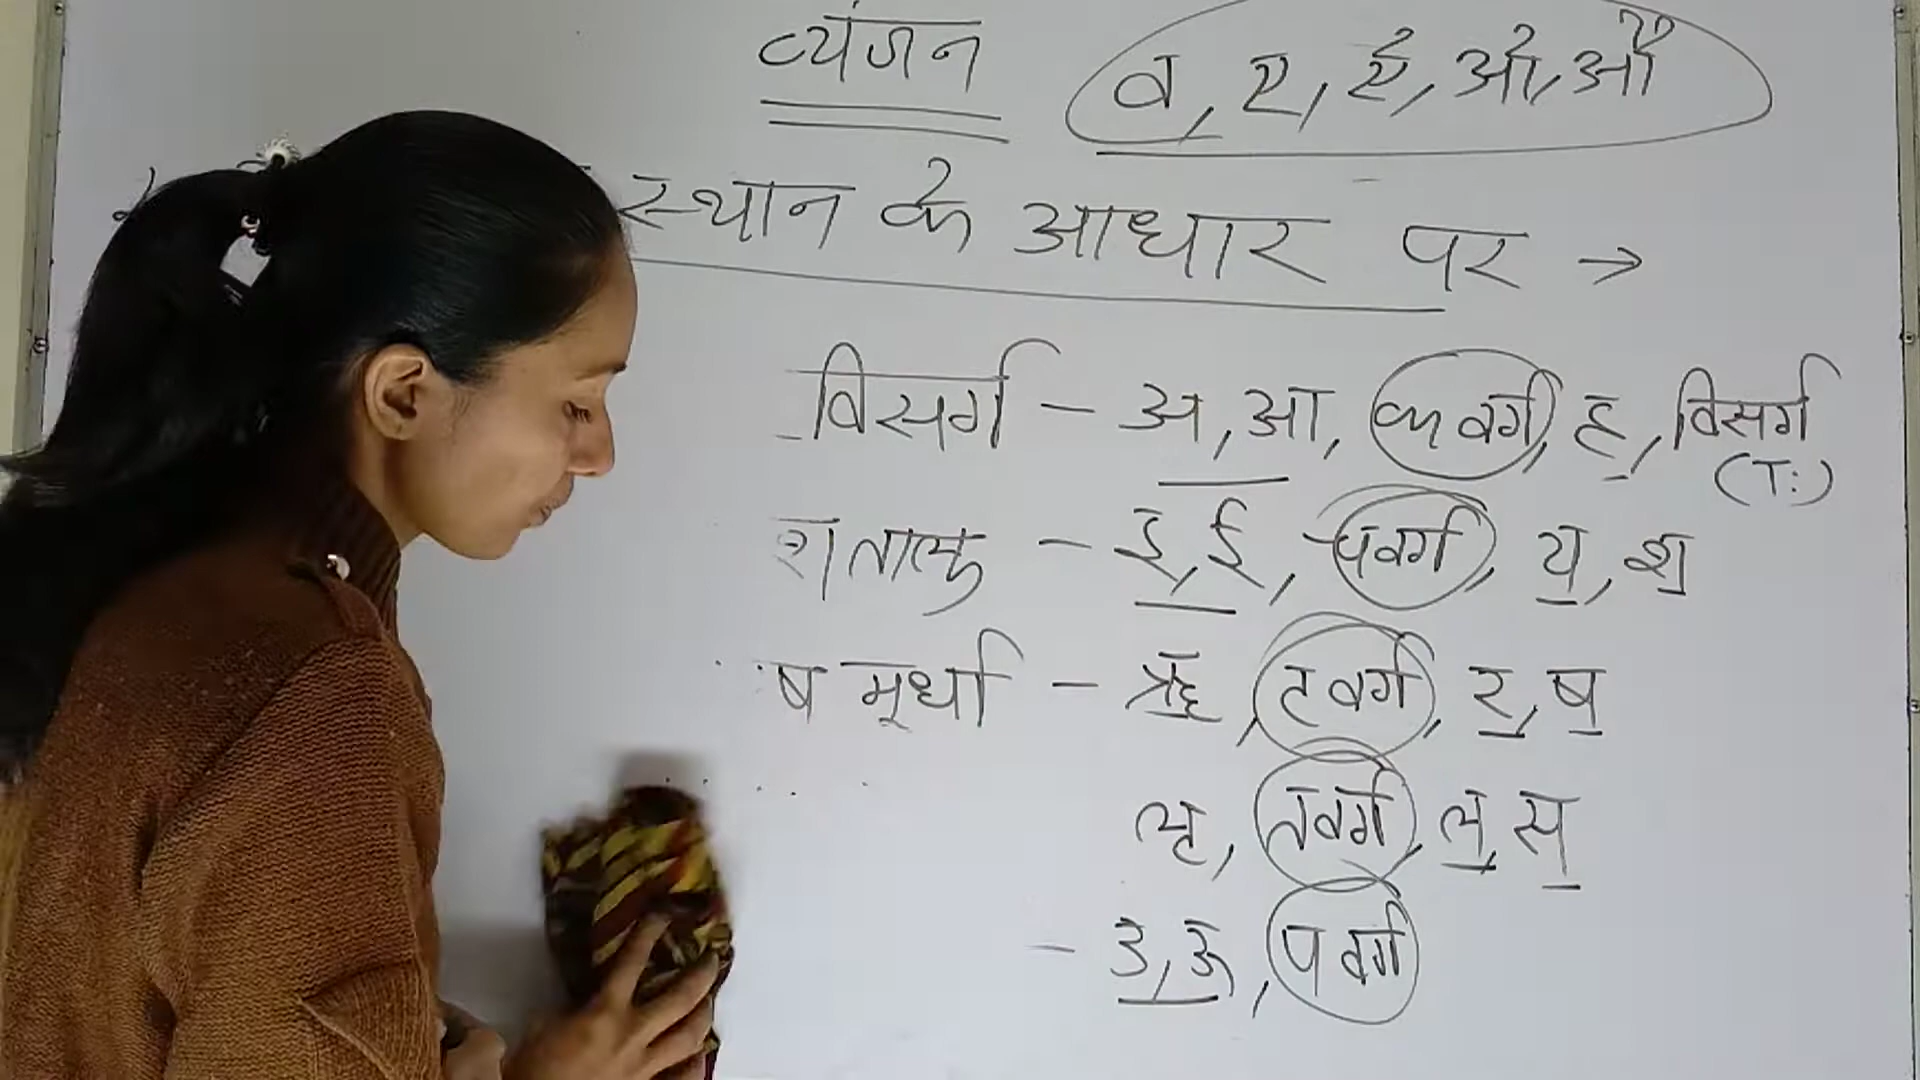 व्यंजन व, ए, ऐ, ओ, औ
स्थान के आधार पर →
विसर्ग - अ, आ, कवर्ग, ह, विसर्ग
(ा:)
श तालु - इ, ई, चवर्ग, य, श
ष मूर्धा - ऋ, टवर्ग, र, ष
लृ, तवर्ग, ल, स
- उ, ऊ, पवर्ग